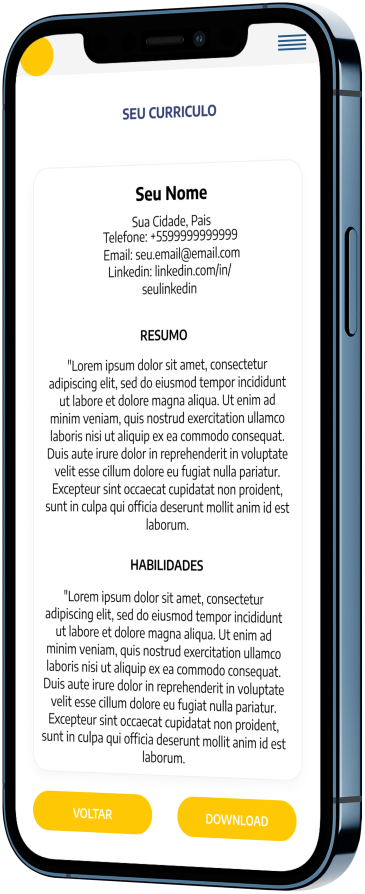 SEU CURRICULO
Seu Nome
Sua Cidade, Pais
Telefone: +5599999999999
Email: seu.email@email.com
Linkedin: linkedin.com/in/
seulinkedin
RESUMO
"Lorem ipsum dolor sit amet, consectetur
adipiscing elit, sed do eiusmod tempor incididunt
ut labore et dolore magna aliqua. Ut enim ad
minim veniam, quis nostrud exercitation ullamco
laboris nisi ut aliquip ex ea commodo consequat.
Duis aute irure dolor in reprehenderit in voluptate
velit esse cillum dolore eu fugiat nulla pariatur.
Excepteur sint occaecat cupidatat non proident,
sunt in culpa qui officia deserunt mollit anim id est
laborum.
HABILIDADES
"Lorem ipsum dolor sit amet, consectetur
adipiscing elit, sed do eiusmod tempor incididunt
ut labore et dolore magna aliqua. Ut enim ad
minim veniam, quis nostrud exercitation ullamco
laboris nisi ut aliquip ex ea commodo consequat.
Duis aute irure dolor in reprehenderit in voluptate
velit esse cillum dolore eu fugiat nulla pariatur.
Excepteur sint occaecat cupidatat non proident,
sunt in culpa qui officia deserunt mollit anim id est
laborum.
VOLTAR
DOWNLOAD